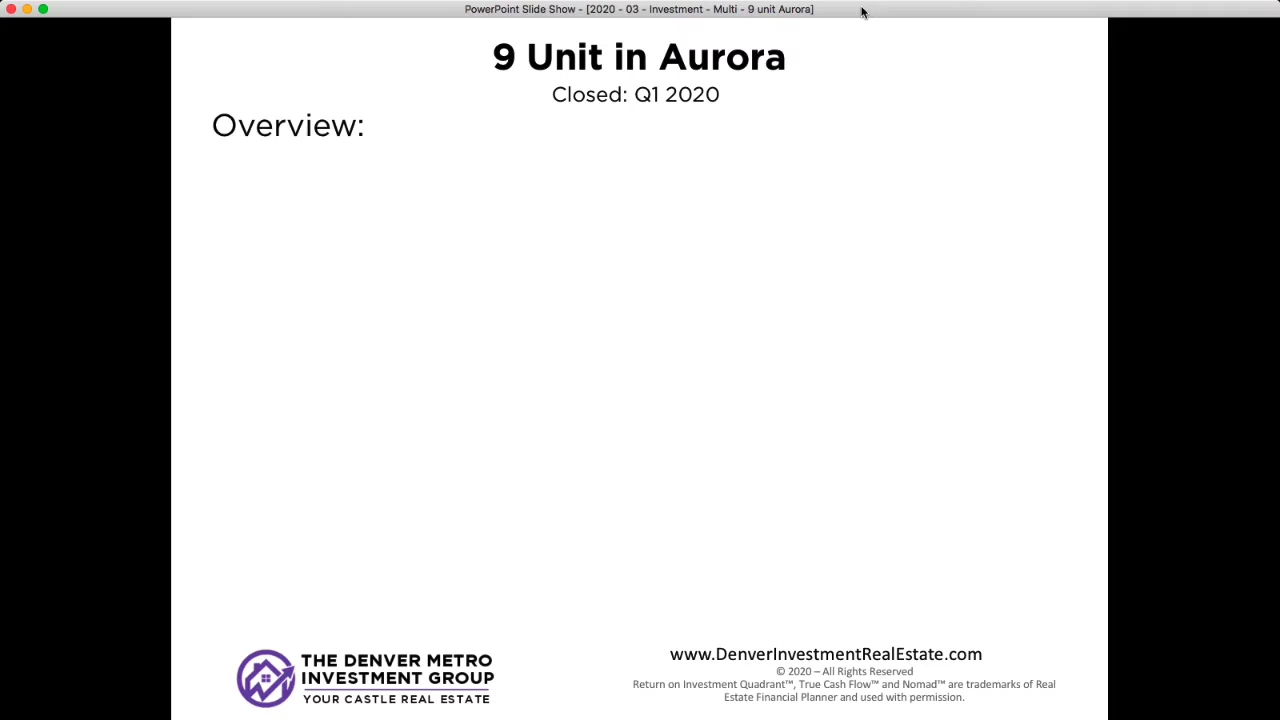 PowerPoint Slide Show - [2020 - 03 - Investment - Multi - 9 unit Aurora]
9 Unit in Aurora
Closed: Q1 2020
Overview:
THE DENVER METRO
INVESTMENT GROUP
YOUR CASTLE REAL ESTATE
www.DenverInvestmentRealEstate.com
© 2020 – All Rights Reserved
Return on Investment Quadrant™, True Cash Flow™ and Nomad™ are trademarks of Real
Estate Financial Planner and used with permission.